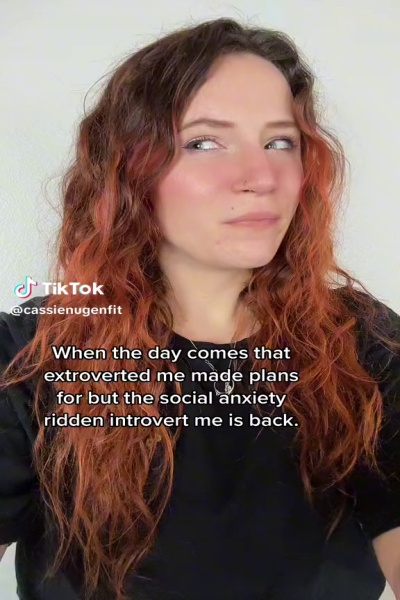 TikTok
@cassienugenfit
When the day comes that
extroverted me made plans
for but the social anxiety
ridden introvert me is back.